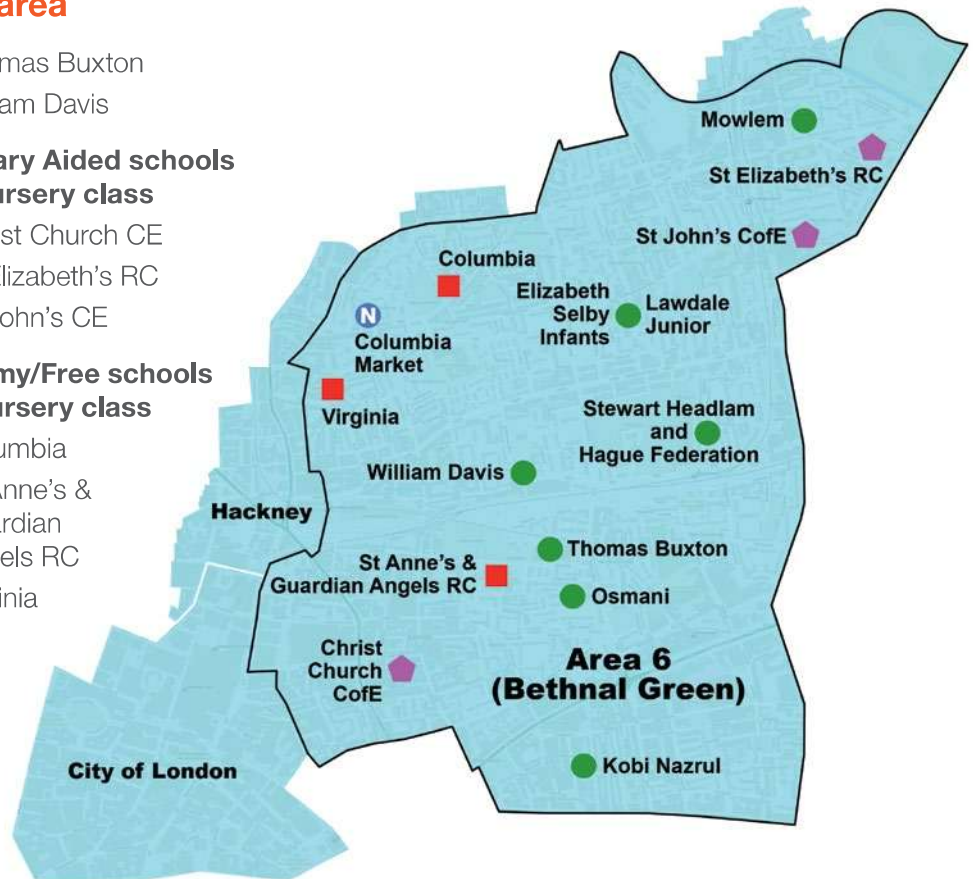 area
mas Buxton
am Davis
ary Aided schools
ursery class
st Church CE
lizabeth's RC
ohn's CE
my/Free schools
ursery class
umbia
Anne's &
rdian
els RC
inia
Mowlem
St Elizabeth's RC
St John's CofE
Columbia
Elizabeth
Selby
Infants
Lawdale
Junior
N
Columbia
Market
Virginia
Stewart Headlam
and
Hague Federation
William Davis
Hackney
Thomas Buxton
St Anne's &
Guardian Angels RC
Osmani
Christ
Church
CofE
Area 6
(Bethnal Green)
City of London
Kobi Nazrul